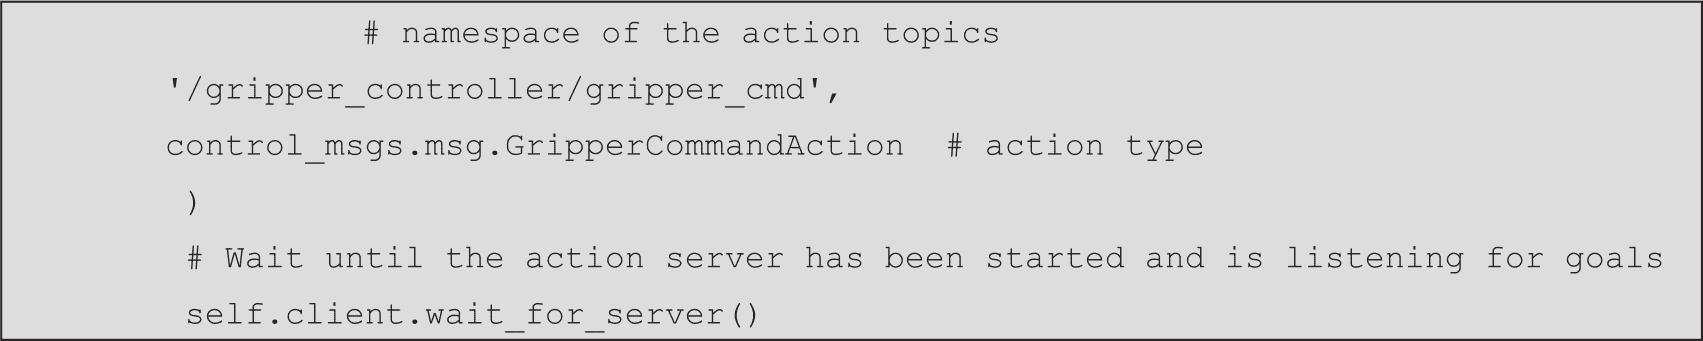 # namespace of the action topics
'/gripper_controller/gripper_cmd',
control_msgs.msg.GripperCommandAction  # action type
)
# Wait until the action server has been started and is listening for goals
self.client.wait_for_server()